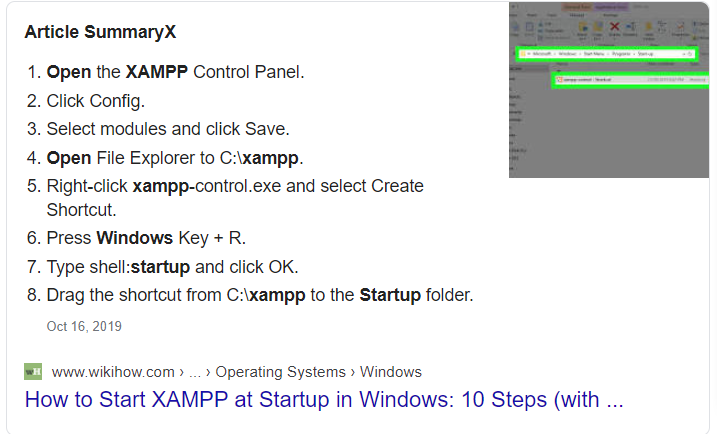 Article SummaryX
1. Open the XAMPP Control Panel.
2. Click Config.
3. Select modules and click Save.
4. Open File Explorer to C:\xampp.
5. Right-click xampp-control.exe and select Create
Shortcut.
6. Press Windows Key + R.
7. Type shell:startup and click OK.
8. Drag the shortcut from C:\xampp to the Startup folder.
Oct 16, 2019
wH www.wikihow.com › ... › Operating Systems › Windows
How to Start XAMPP at Startup in Windows: 10 Steps (with ...
Microsoft › Windows › Start Menu › Programs › Startup